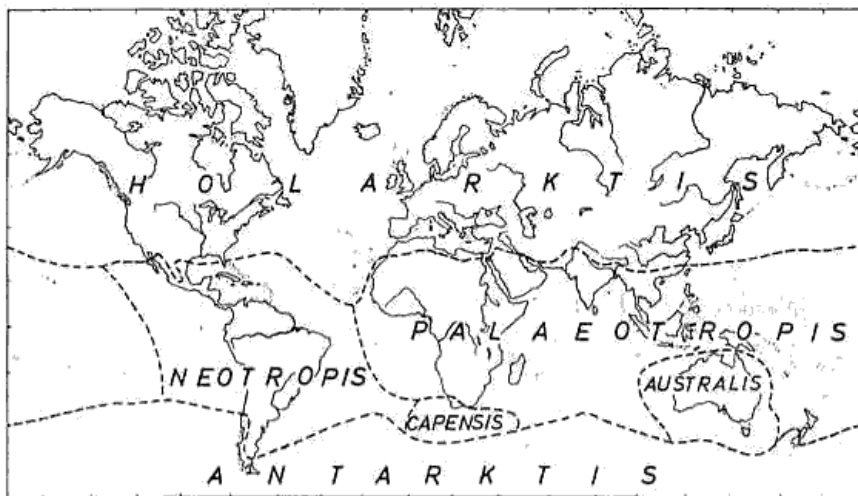 HOLARKTIS
PALAEOTROPIS
NEOTROPIS
AUSTRALIS
CAPENSIS
ANTARKTIS